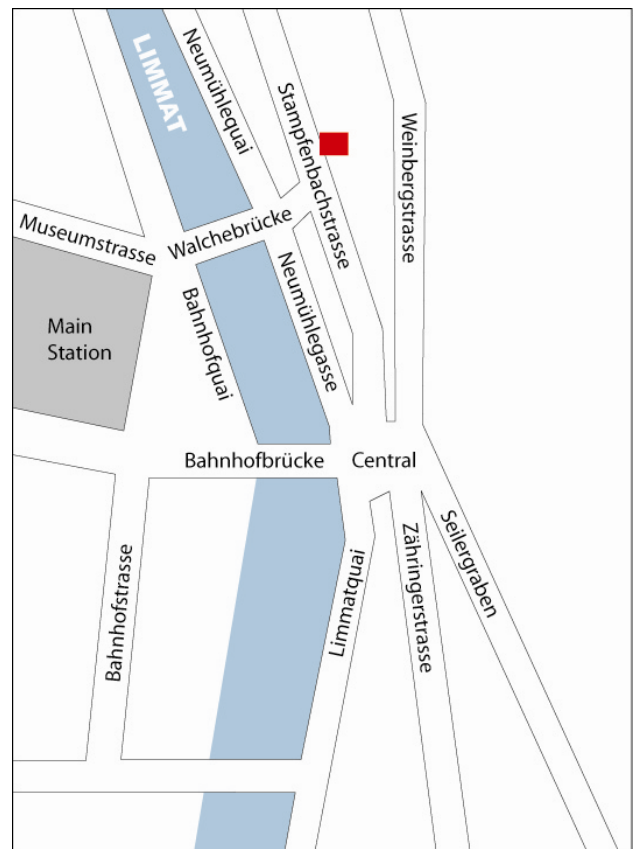 LIMMAT
Neumühlequai
Stampfenbachstrasse
Weinbergstrasse
Museumstrasse
Walchebrücke
Neumühlegasse
Bahnhofquai
Main
Station
Bahnhofbrücke
Central
Seilergraben
Limmatquai
Zähringerstrasse
Bahnhofstrasse